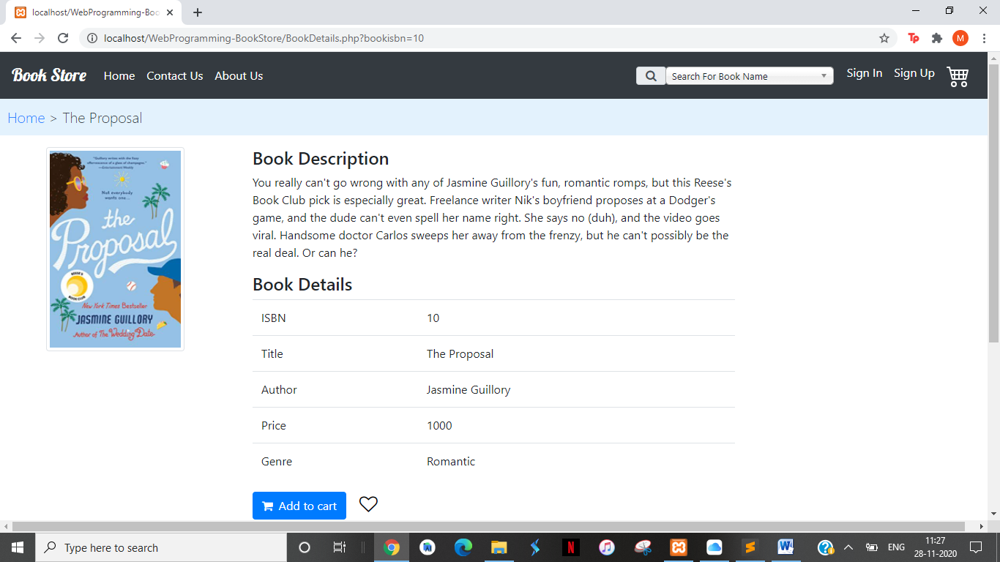 localhost/WebProgramming-Boo
localhost/WebProgramming-BookStore/BookDetails.php?bookisbn=10
Tp
M
Book Store Home Contact Us About Us Search For Book Name Sign In Sign Up
Home > The Proposal
"Guillory writes with the fizzy
effervescence of a glass of champagne."
—Entertainment Weekly
Not everybody
wants one...
the
Proposal
REESE'S
BOOK CLUB
New York Times Bestseller
JASMINE GUILLORY
Author of The Wedding Date
Book Description
You really can't go wrong with any of Jasmine Guillory's fun, romantic romps, but this Reese's
Book Club pick is especially great. Freelance writer Nik's boyfriend proposes at a Dodger's
game, and the dude can't even spell her name right. She says no (duh), and the video goes
viral. Handsome doctor Carlos sweeps her away from the frenzy, but he can't possibly be the
real deal. Or can he?
Book Details
ISBN 10
Title The Proposal
Author Jasmine Guillory
Price 1000
Genre Romantic
Add to cart
Type here to search
N
W
ENG
11:27
28-11-2020